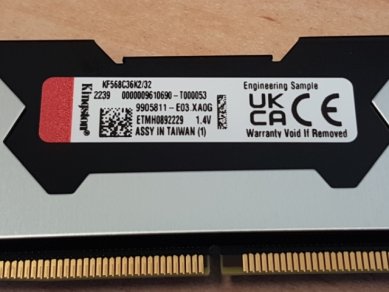 KF568C36K2/32
Kingston
2239 0000009610690-T000053
9905811-E03.XA0G
ETMH0892229 1.4V
ASSY IN TAIWAN (1)
Engineering Sample
UK CA CE
Warranty Void If Removed